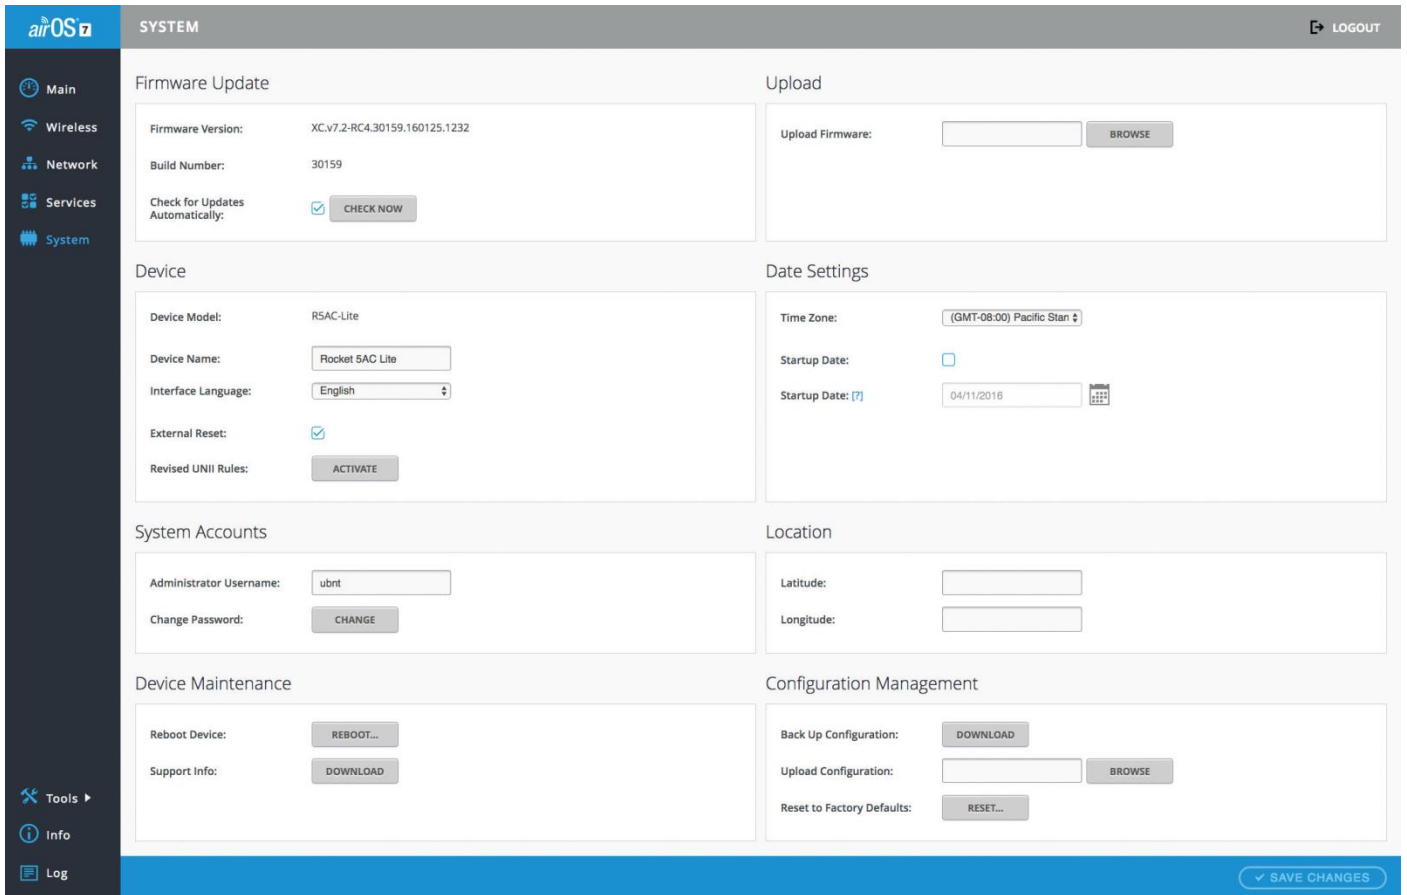 airOS 7
SYSTEM
LOGOUT
Main
Wireless
Network
Services
System
Tools
Info
Log
Firmware Update
Firmware Version: XC.v7.2-RC4.30159.160125.1232
Build Number: 30159
Check for Updates
Automatically:
CHECK NOW
Upload
Upload Firmware: BROWSE
Device
Device Model: R5AC-Lite
Device Name: Rocket 5AC Lite
Interface Language: English
External Reset:
Revised UNII Rules: ACTIVATE
Date Settings
Time Zone: (GMT-08:00) Pacific Stan
Startup Date:
Startup Date: [?] 04/11/2016
System Accounts
Administrator Username: ubnt
Change Password: CHANGE
Location
Latitude:
Longitude:
Device Maintenance
Reboot Device: REBOOT...
Support Info: DOWNLOAD
Configuration Management
Back Up Configuration: DOWNLOAD
Upload Configuration: BROWSE
Reset to Factory Defaults: RESET...
SAVE CHANGES